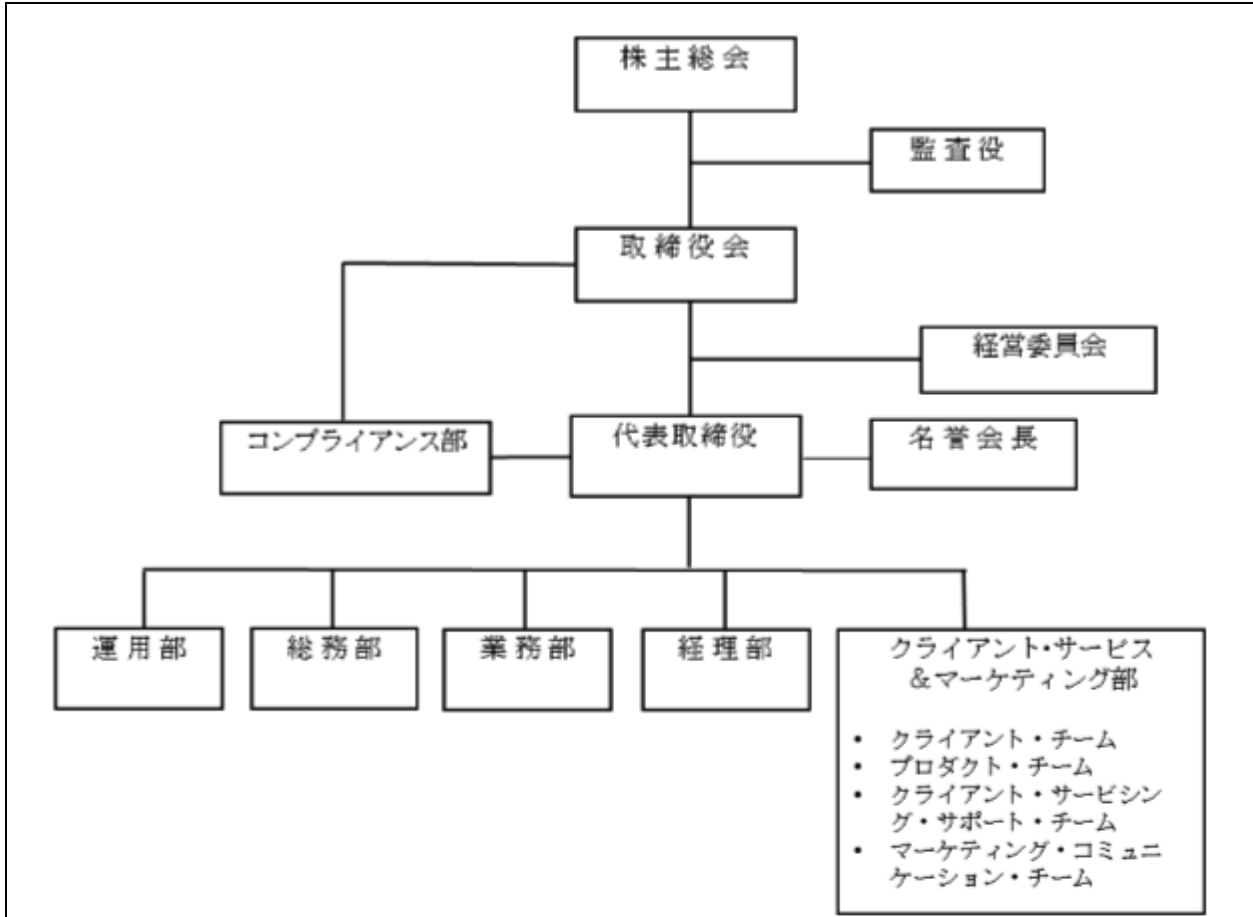 株主総会
監査役
取締役会
経営委員会
コンプライアンス部
代表取締役
名誉会長
運用部
総務部
業務部
経理部
クライアント・サービス
&マーケティング部
• クライアント・チーム
• プロダクト・チーム
• クライアント・サービシン
グ・サポート・チーム
• マーケティング・コミュニ
ケーション・チーム